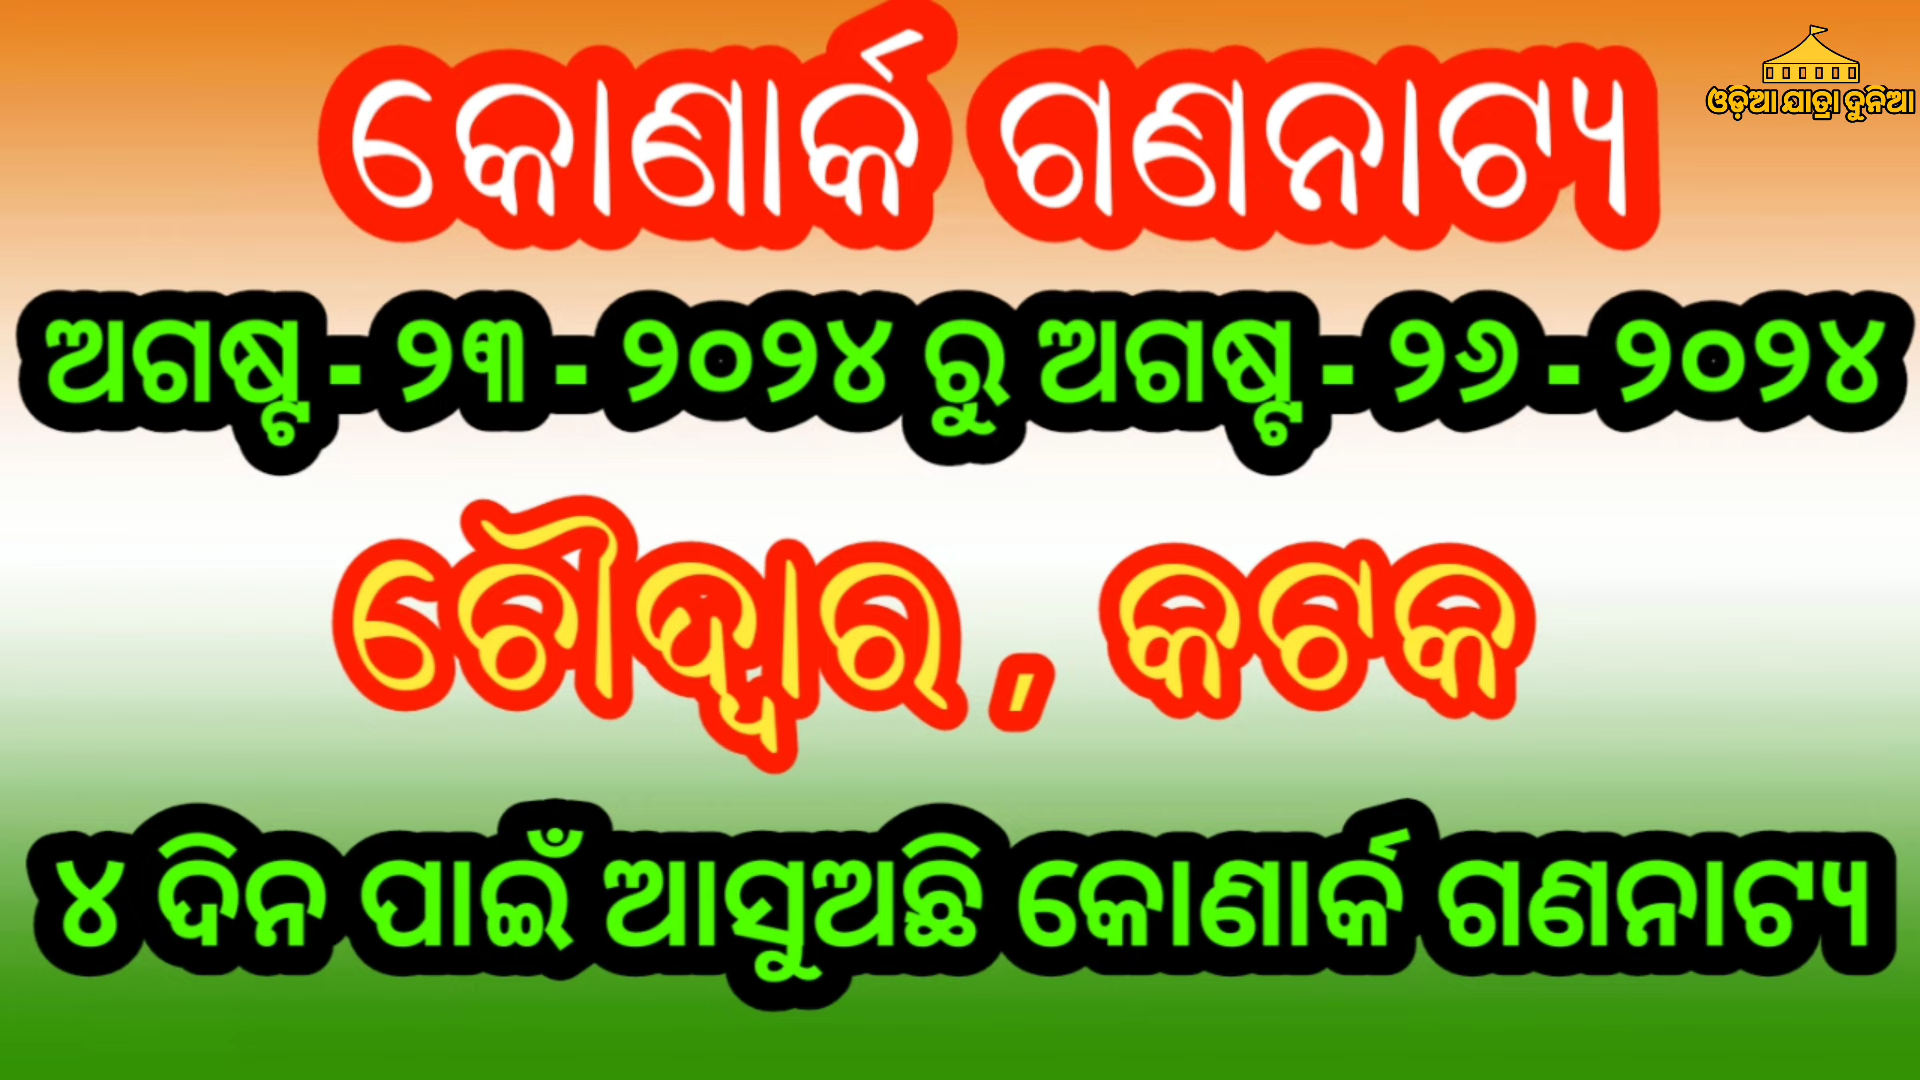 କୋଣାର୍କ ଗଣନାଟ୍ୟ
ଓଡ଼ିଆ ଯାତ୍ରା ଦୁନିଆ
ଅଗଷ୍ଟ - ୨୩ - ୨୦୨୪ ରୁ ଅଗଷ୍ଟ - ୨୬ - ୨୦୨୪
ଚୌଦ୍ୱାର , କଟକ
୪ ଦିନ ପାଇଁ ଆସୁଅଛି କୋଣାର୍କ ଗଣନାଟ୍ୟ